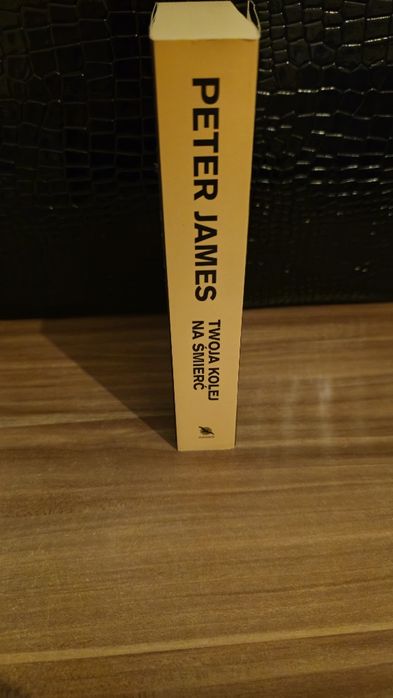 PETER JAMES
TWOJA KOLEJ
NA ŚMIERĆ